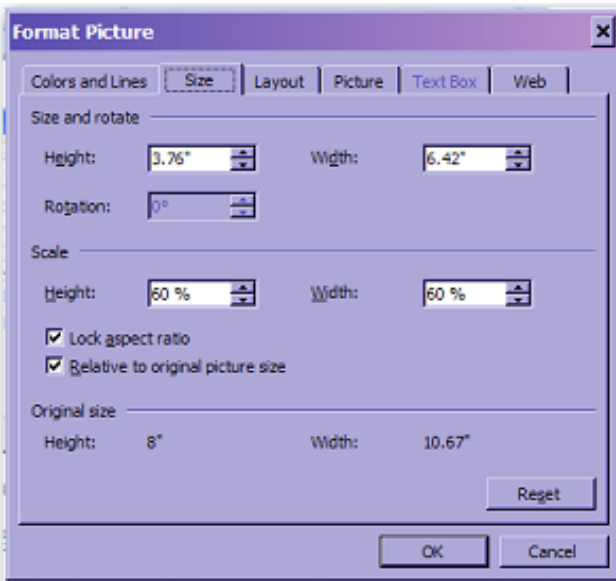 Format Picture
Colors and Lines Size Layout Picture Text Box Web
Size and rotate
Height: 3.76" Width: 6.42"
Rotation: 0°
Scale
Height: 60 % Width: 60 %
Lock aspect ratio
Relative to original picture size
Original size
Height: 8" Width: 10.67"
Reset
OK Cancel